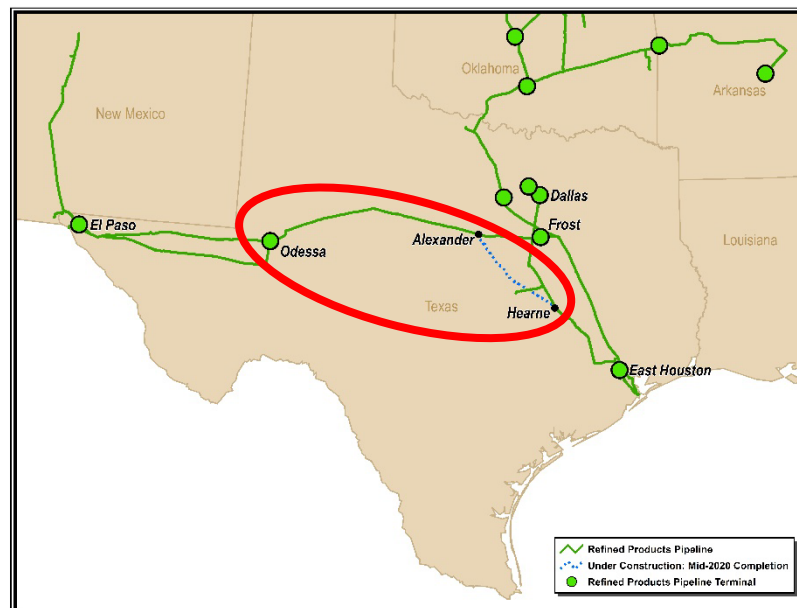 Oklahoma
Arkansas
New Mexico
Dallas
El Paso
Frost
Alexander
Odessa
Louisiana
Texas
Hearne
East Houston
Refined Products Pipeline
Under Construction: Mid-2020 Completion
Refined Products Pipeline Terminal